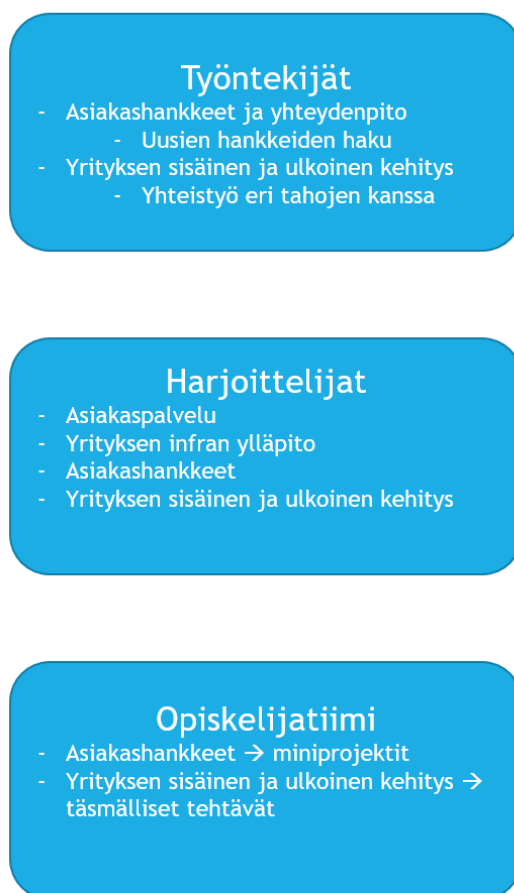 Työntekijät
- Asiakashankkeet ja yhteydenpito
- Uusien hankkeiden haku
- Yrityksen sisäinen ja ulkoinen kehitys
- Yhteistyö eri tahojen kanssa
Harjoittelijat
- Asiakaspalvelu
- Yrityksen infran ylläpito
- Asiakashankkeet
- Yrityksen sisäinen ja ulkoinen kehitys
Opiskelijatiimi
- Asiakashankkeet → miniprojektit
- Yrityksen sisäinen ja ulkoinen kehitys →
täsmälliset tehtävät